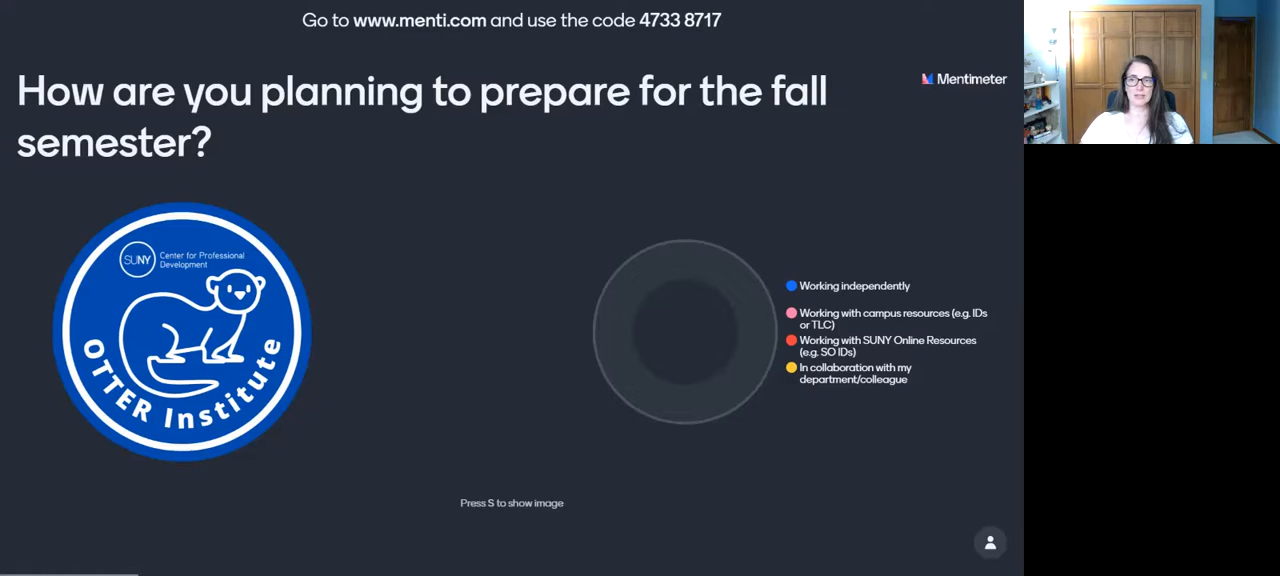 Go to www.menti.com and use the code 4733 8717
How are you planning to prepare for the fall
semester?
Mentimeter
SUNY
Center for Professional
Development
OTTER Institute
Working independently
Working with campus resources (e.g. IDs
or TLC)
Working with SUNY Online Resources
(e.g. SO IDs)
In collaboration with my
department/colleague
Press S to show image